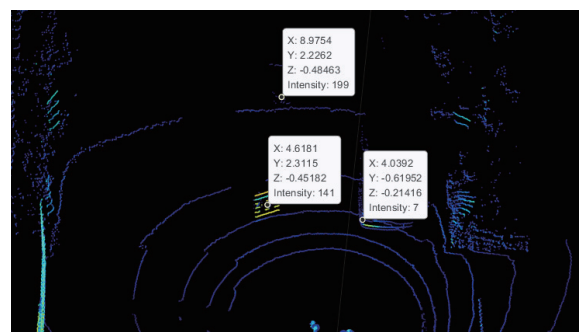 X: 8.9754
Y: 2.2262
Z: -0.48463
Intensity: 199
X: 4.6181
Y: 2.3115
Z: -0.45182
Intensity: 141
X: 4.0392
Y: -0.61952
Z: -0.21416
Intensity: 7